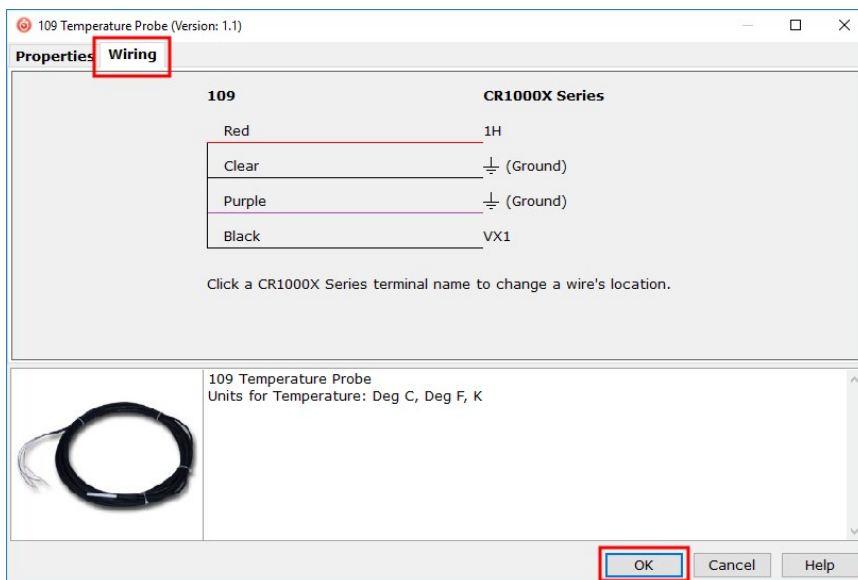 109 Temperature Probe (Version: 1.1)
Properties Wiring
109 CR1000X Series
Red 1H
Clear ⏚ (Ground)
Purple ⏚ (Ground)
Black VX1
Click a CR1000X Series terminal name to change a wire's location.
109 Temperature Probe
Units for Temperature: Deg C, Deg F, K
OK Cancel Help